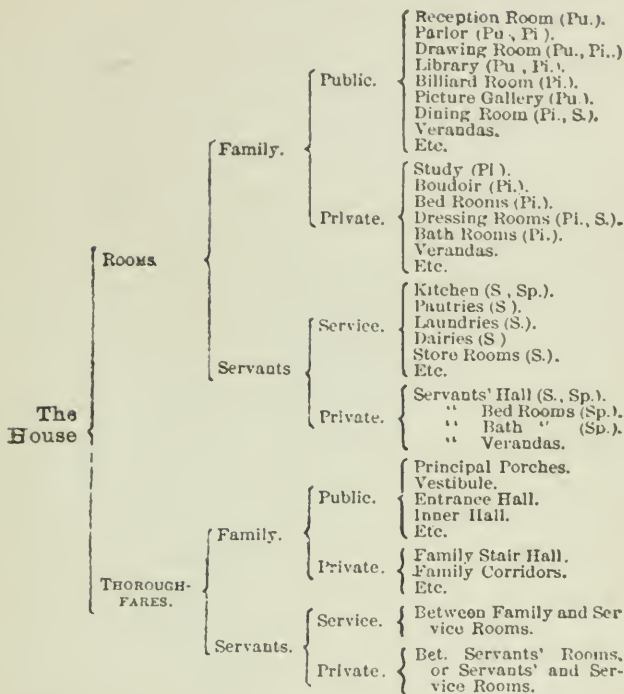 Reception Room (Pu.).
Parlor (Pu , Pi ).
Drawing Room (Pu., Pi..)
Library (Pu , Pi.).
Public.
Billiard Room (Pi.).
Picture Gallery (Pu.).
Dining Room (Pi., S.).
Verandas.
Etc.
Family.
Study (Pi ).
Boudoir (Pi.).
Bed Rooms (Pi.).
Private.
Dressing Rooms (Pi., S.).
Bath Rooms (Pi.).
Verandas.
Etc.
ROOMS
Kitchen (S , Sp.).
Pantries (S ).
Service.
Laundries (S.).
Dairies (S )
Store Rooms (S.).
Etc.
Servants
Servants' Hall (S., Sp.).
Private.
“ Bed Rooms (Sp.).
“ Bath “ (Sp.).
“ Verandas.
The
House
Principal Porches.
Public.
Vestibule.
Entrance Hall.
Inner Hall.
Etc.
Family.
Private.
Family Stair Hall.
Family Corridors.
Etc.
THOROUGH-
FARES.
Service.
Between Family and Ser
vice Rooms.
Servants.
Private.
Bet. Servants' Rooms,
or Servants' and Ser-
vice Rooms.